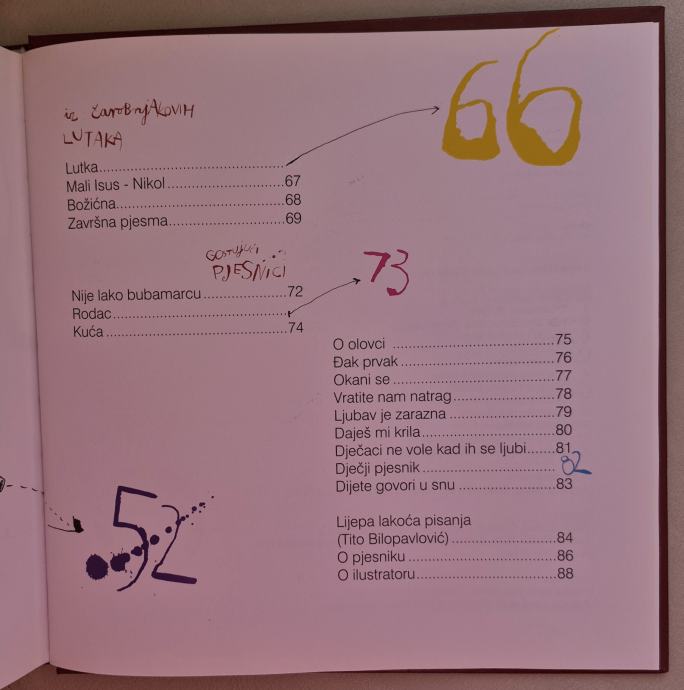 iz ZaroBnjAkOVIH
LUTAKA
66
Lutka
Mali Isus - Nikol 67
Božićna 68
Završna pjesma 69
GOSTUJUĆI
PJESNICI
73
Nije lako bubamarcu 72
Rođac
Kuća 74
O olovci 75
Đak prvak 76
Okani se 77
Vratite nam natrag 78
Ljubav je zarazna 79
Daješ mi krila 80
Dječaci ne vole kad ih se ljubi 81
Dječji pjesnik 82
Dijete govori u snu 83
Lijepa lakoća pisanja
(Tito Bilopavlović) 84
O pjesniku 86
O ilustratoru 88
52